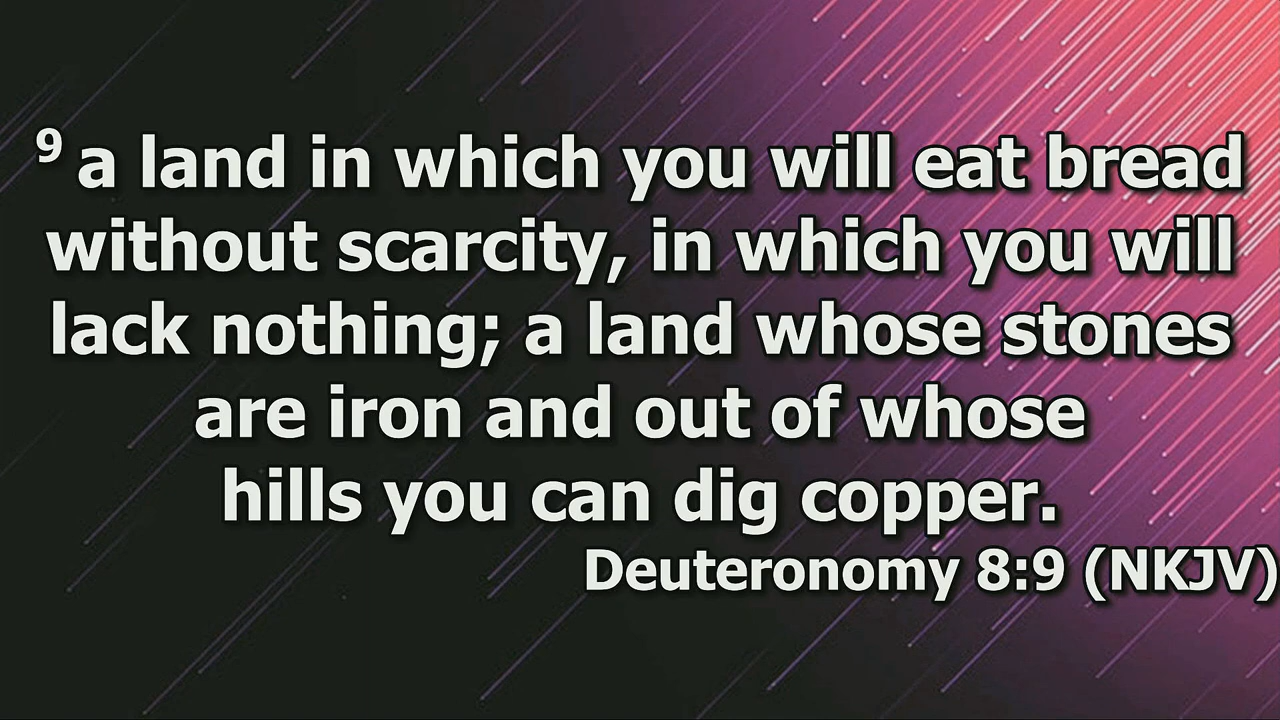 9 a land in which you will eat bread
without scarcity, in which you will
lack nothing; a land whose stones
are iron and out of whose
hills you can dig copper.
Deuteronomy 8:9 (NKJV)